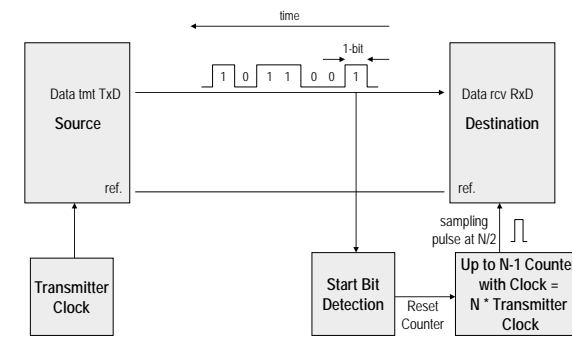 time
1-bit
1 0 1 1 0 0 1
Data tmt TxD
Source
ref.
Data rcv RxD
Destination
ref.
sampling
pulse at N/2
Transmitter
Clock
Start Bit
Detection
Reset
Counter
Up to N-1 Counte
with Clock =
N * Transmitter
Clock